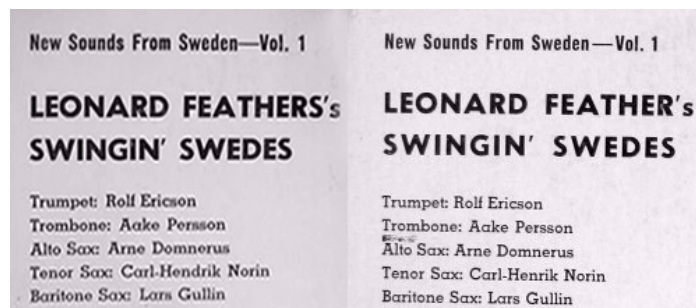 New Sounds From Sweden—Vol. 1
LEONARD FEATHERS's
SWINGIN' SWEDES
Trumpet: Rolf Ericson
Trombone: Aake Persson
Alto Sax: Arne Domnerus
Tenor Sax: Carl-Hendrik Norin
Baritone Sax: Lars Gullin
New Sounds From Sweden—Vol. 1
LEONARD FEATHER's
SWINGIN' SWEDES
Trumpet: Rolf Ericson
Trombone: Aake Persson
Alto Sax: Arne Domnerus
Tenor Sax: Carl-Henrik Norin
Baritone Sax: Lars Gullin